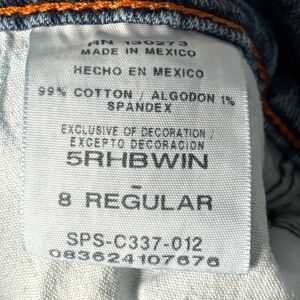 RN 130273
MADE IN MEXICO
HECHO EN MEXICO
99% COTTON / ALGODON 1%
SPANDEX
EXCLUSIVE OF DECORATION /
EXCEPTO DECORACION
5RHBWIN
-
8 REGULAR
SPS-C337-012
083624107676